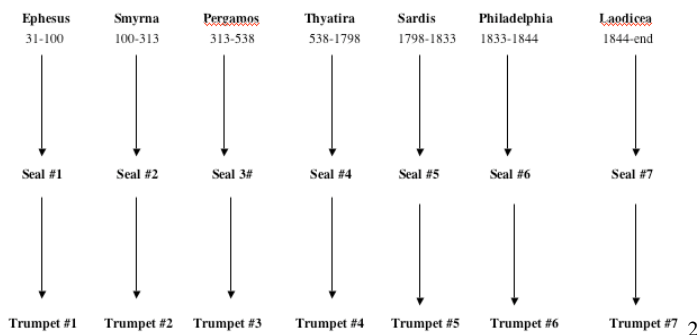 Ephesus Smyrna Pergamos Thyatira Sardis Philadelphia Laodicea
31-100 100-313 313-538 538-1798 1798-1833 1833-1844 1844-end
Seal #1 Seal #2 Seal 3# Seal #4 Seal #5 Seal #6 Seal #7
Trumpet #1 Trumpet #2 Trumpet #3 Trumpet #4 Trumpet #5 Trumpet #6 Trumpet #7 2